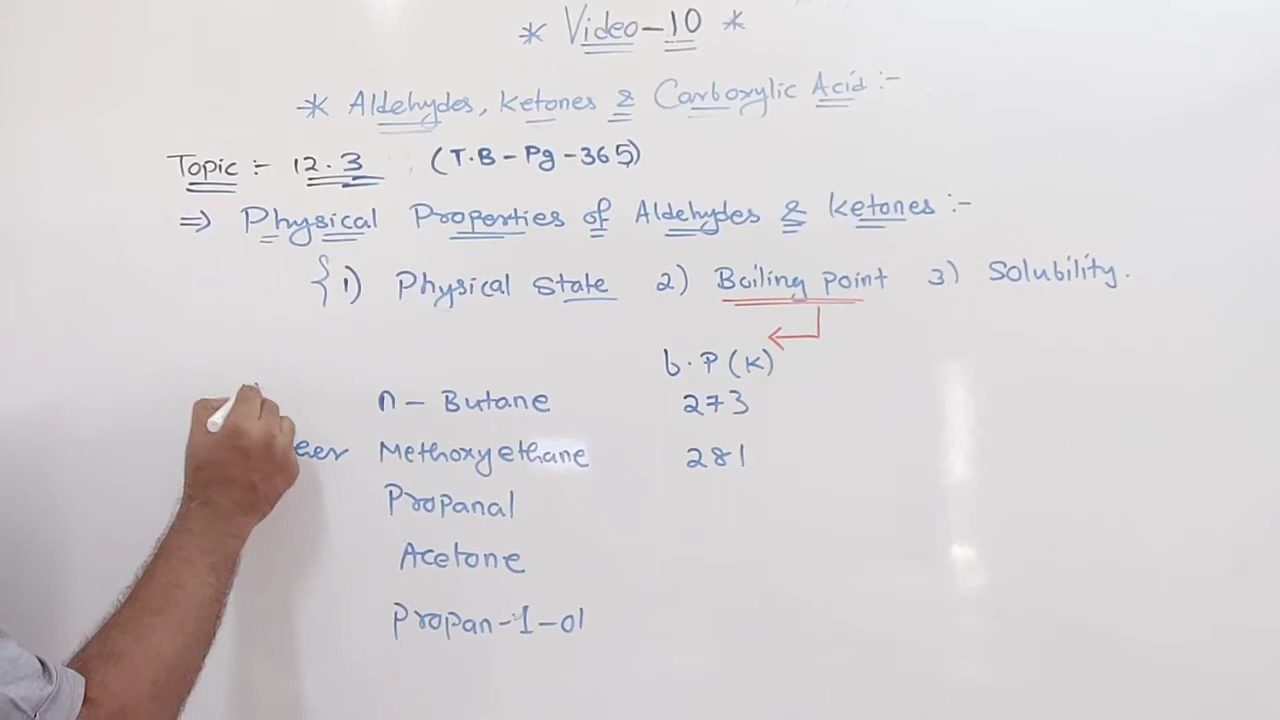 * Video-10 *
* Aldehydes, Ketones & Carboxylic Acid :-
Topic :- 12.3 (T.B - Pg - 365)
⇒ Physical Properties of Aldehydes & Ketones :-
{ 1) Physical State 2) Boiling point 3) Solubility.
b.P (K)
n - Butane 273
Methoxyethane 281
Propanal
Acetone
Propan-1-ol